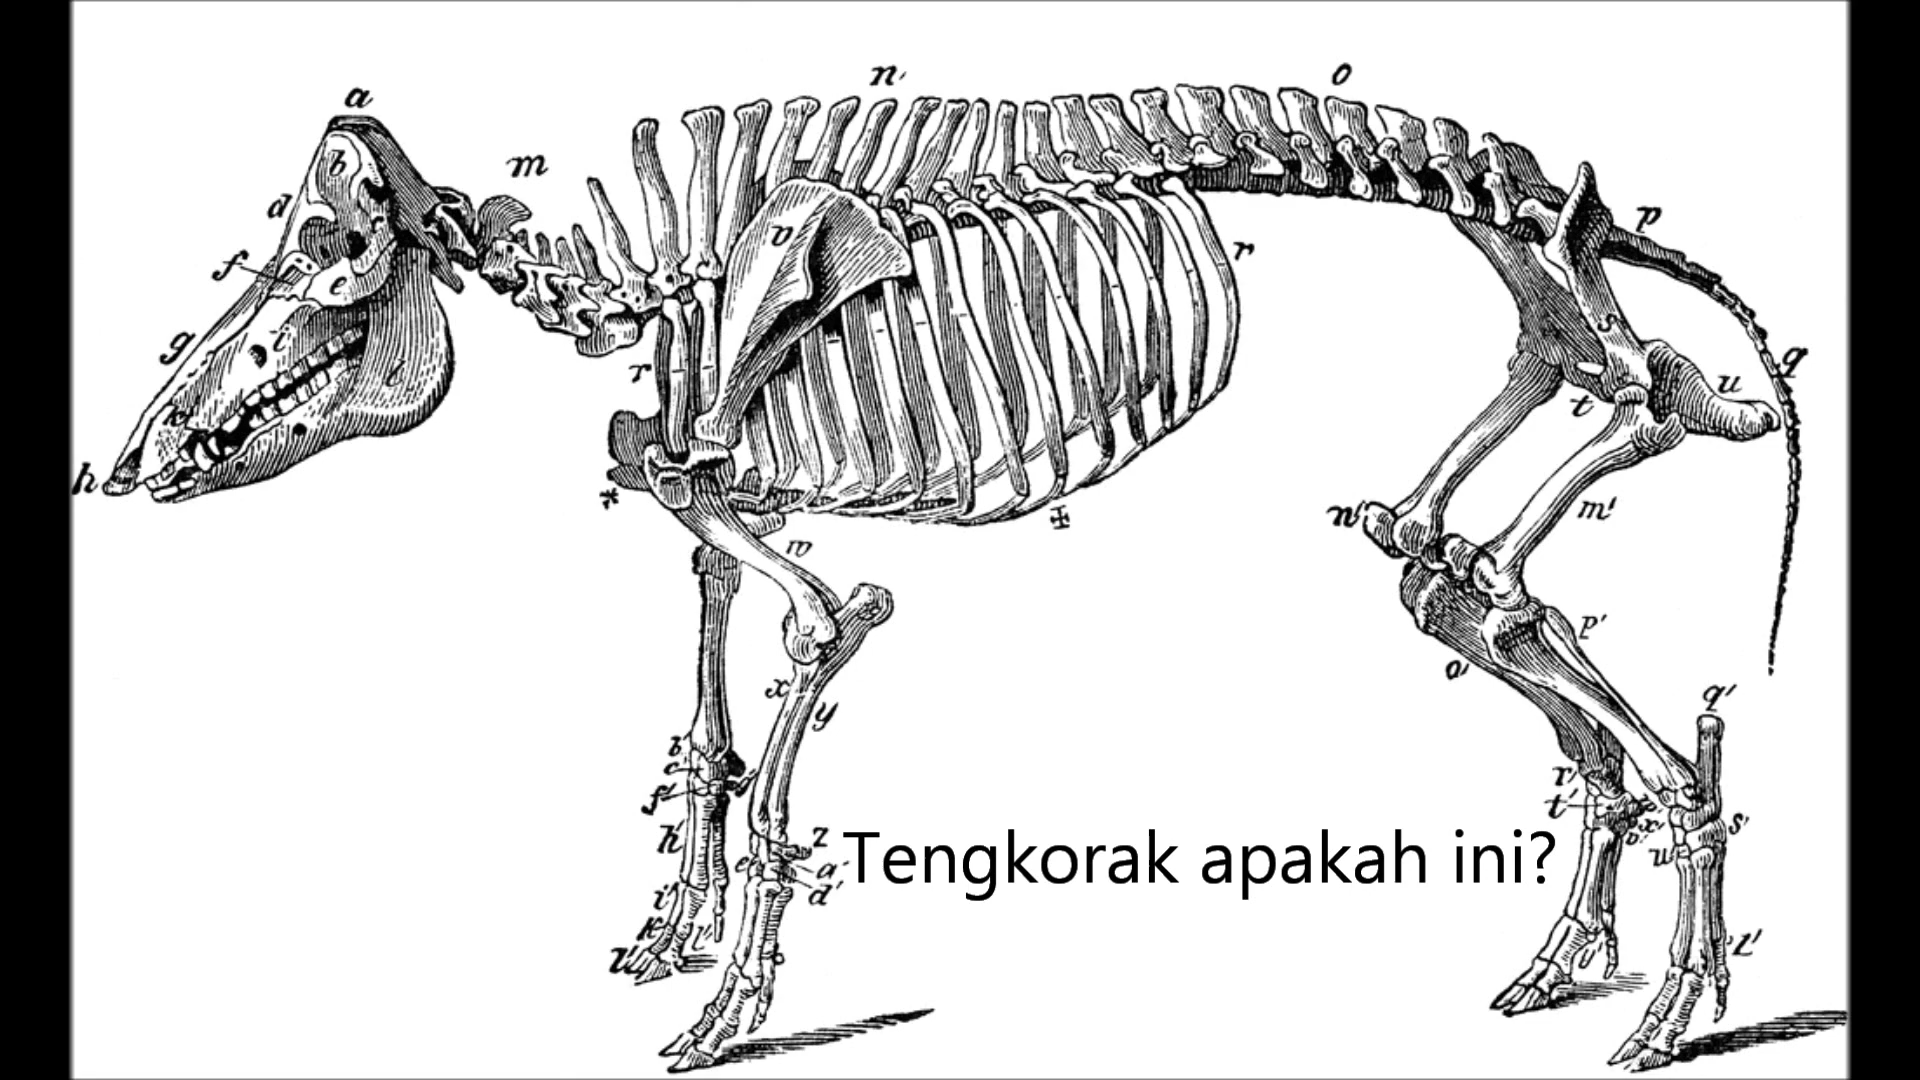 a
n'
o
m
b
d
p
v
f
e
r
s
g
i
l
r
q
u
k
t
h
*
n'
m'
w
p'
o'
x
y
q'
b'
c
f'
r'
t'
h'
z
s'
x'
v'
u'
e'
a'
d'
Tengkorak apakah ini?
i'
k'
l'
l'
l'